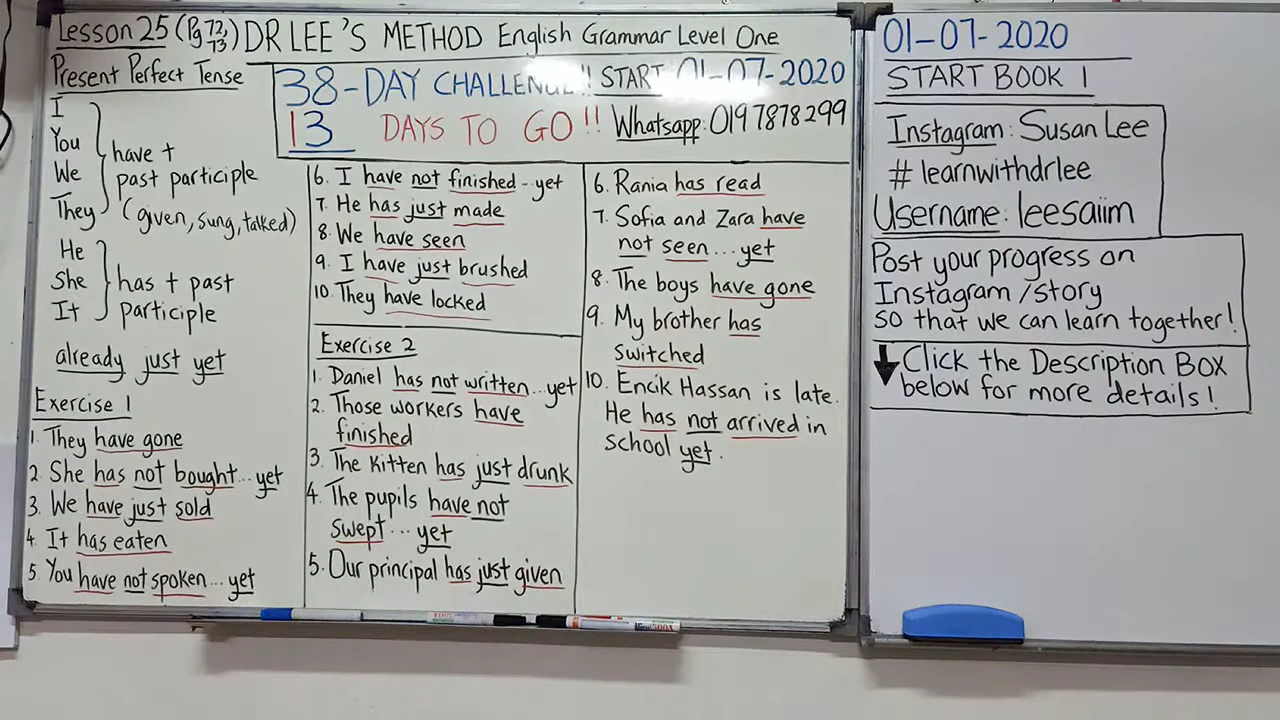 Lesson 25 (Pg 72, 73) DR LEE'S METHOD English Grammar Level One
Present Perfect Tense
38-DAY CHALLENGE!! START 01-07-2020
13 DAYS TO GO!! Whatsapp: 0197878299
I
You
We
They
have +
past participle
(given, sung, talked)
He
She
It
has + past
participle
already just yet
Exercise 1
1. They have gone
2. She has not bought...yet
3. We have just sold
4. It has eaten
5. You have not spoken...yet
6. I have not finished - yet
7. He has just made
8. We have seen
9. I have just brushed
10. They have locked
Exercise 2
1. Daniel has not written...yet
2. Those workers have
finished
3. The kitten has just drunk
4. The pupils have not
swept...yet
5. Our principal has just given
6. Rania has read
7. Sofia and Zara have
not seen...yet
8. The boys have gone
9. My brother has
switched
10. Encik Hassan is late.
He has not arrived in
school yet.
01-07-2020
START BOOK 1
Instagram: Susan Lee
# learnwithdrlee
Username: leesaiim
Post your progress on
Instagram/story
so that we can learn together!
Click the Description Box
below for more details!